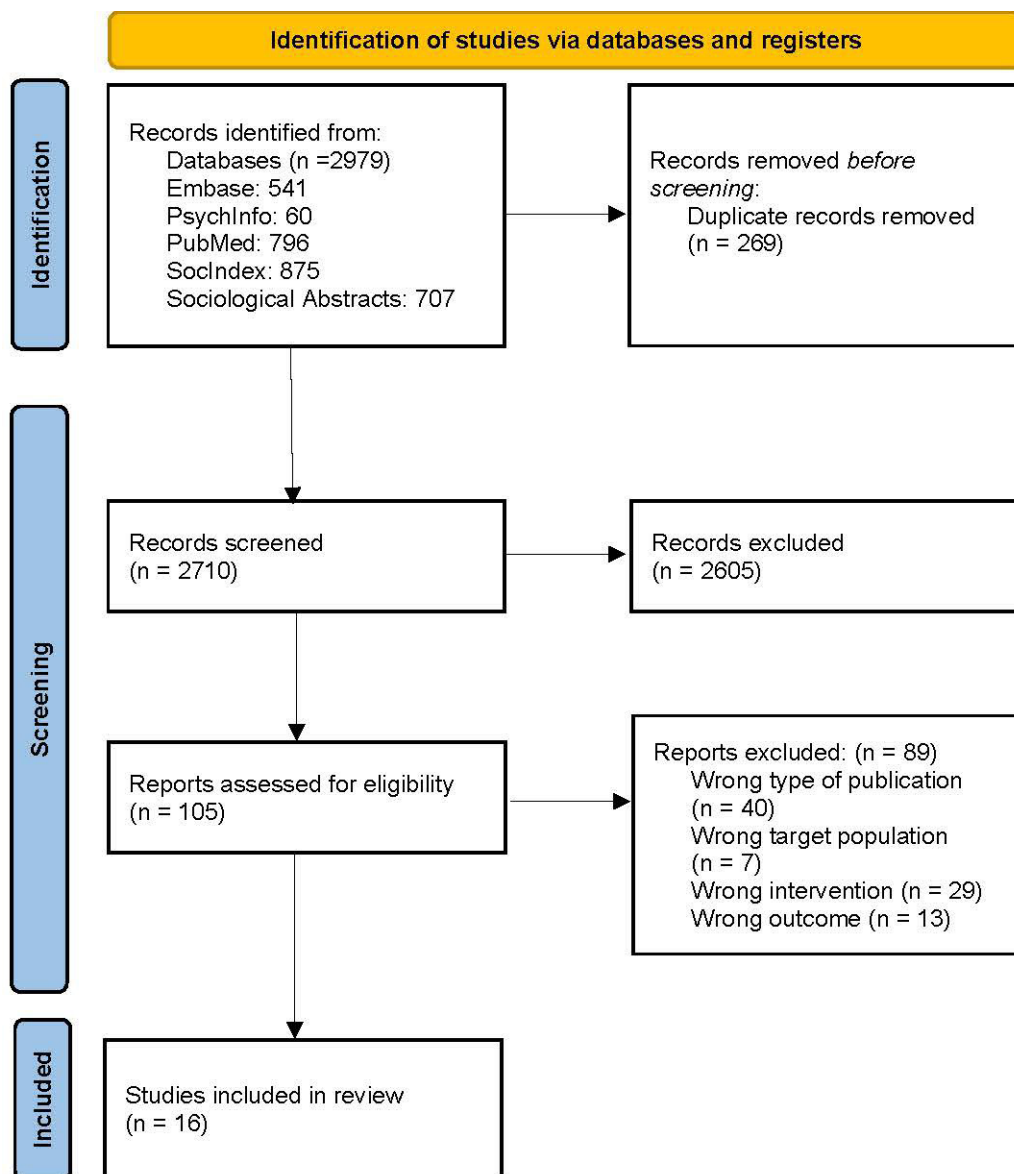 Identification of studies via databases and registers
Identification
Records identified from:
Databases (n =2979)
Embase: 541
PsychInfo: 60
PubMed: 796
SocIndex: 875
Sociological Abstracts: 707
Records removed before
screening:
Duplicate records removed
(n = 269)
Screening
Records screened
(n = 2710)
Records excluded
(n = 2605)
Reports assessed for eligibility
(n = 105)
Reports excluded: (n = 89)
Wrong type of publication
(n = 40)
Wrong target population
(n = 7)
Wrong intervention (n = 29)
Wrong outcome (n = 13)
Included
Studies included in review
(n = 16)